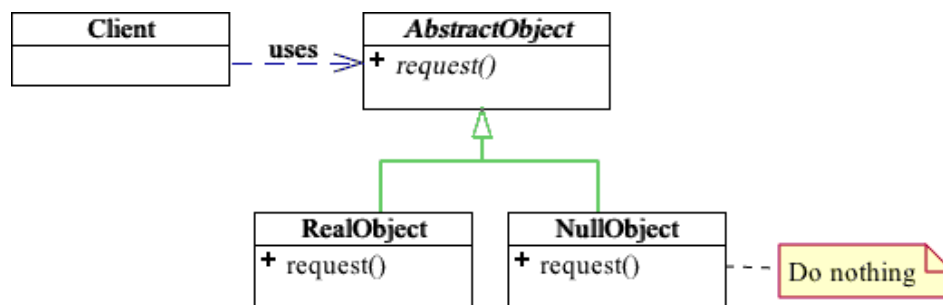 Client
uses
AbstractObject
+ request()
RealObject
+ request()
NullObject
+ request()
Do nothing